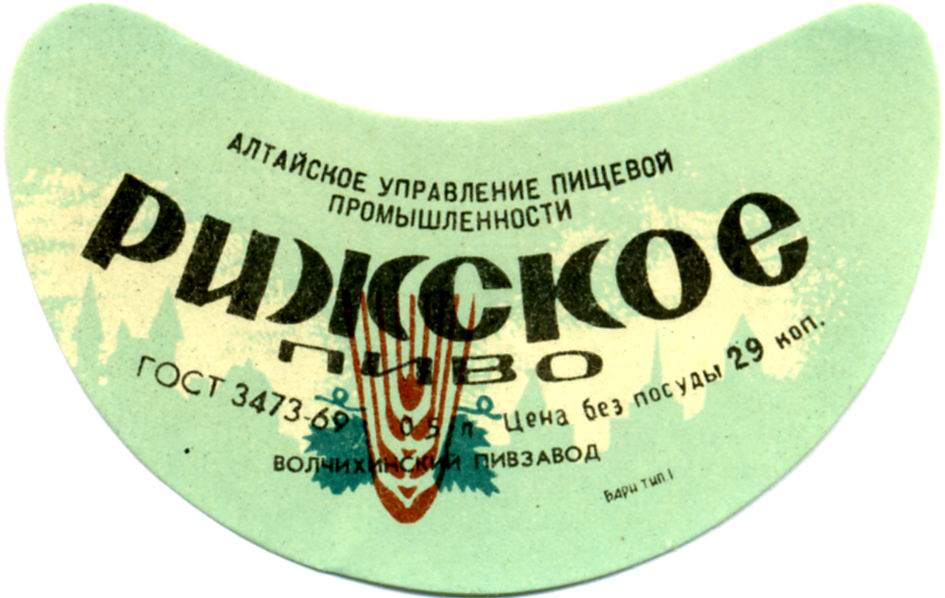 АЛТАЙСКОЕ УПРАВЛЕНИЕ ПИЩЕВОЙ
ПРОМЫШЛЕННОСТИ
РИЖСКОЕ
ПИВО
ГОСТ 3473-69 0,5 л Цена без посуды 29 коп.
ВОЛЧИХИНСКИЙ ПИВЗАВОД
Барн тип. 1